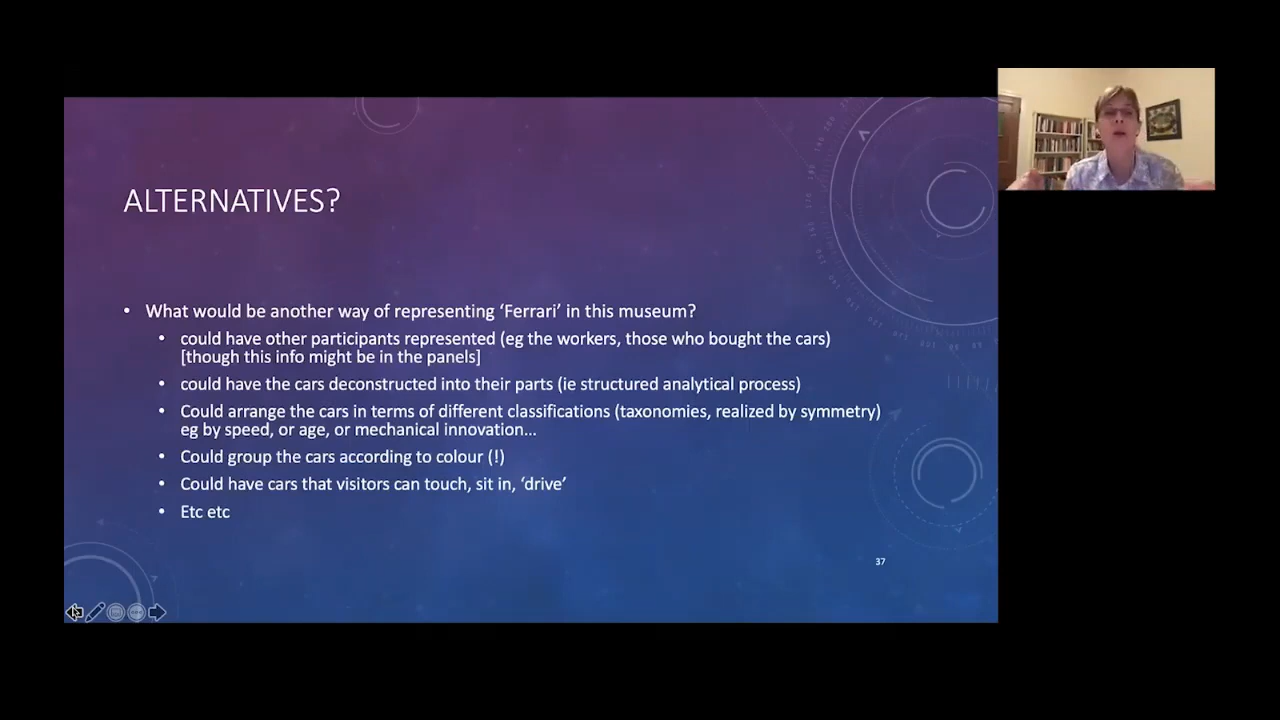 ALTERNATIVES?
• What would be another way of representing ‘Ferrari’ in this museum?
• could have other participants represented (eg the workers, those who bought the cars)
[though this info might be in the panels]
• could have the cars deconstructed into their parts (ie structured analytical process)
• Could arrange the cars in terms of different classifications (taxonomies, realized by symmetry)
eg by speed, or age, or mechanical innovation...
• Could group the cars according to colour (!)
• Could have cars that visitors can touch, sit in, ‘drive’
• Etc etc
37